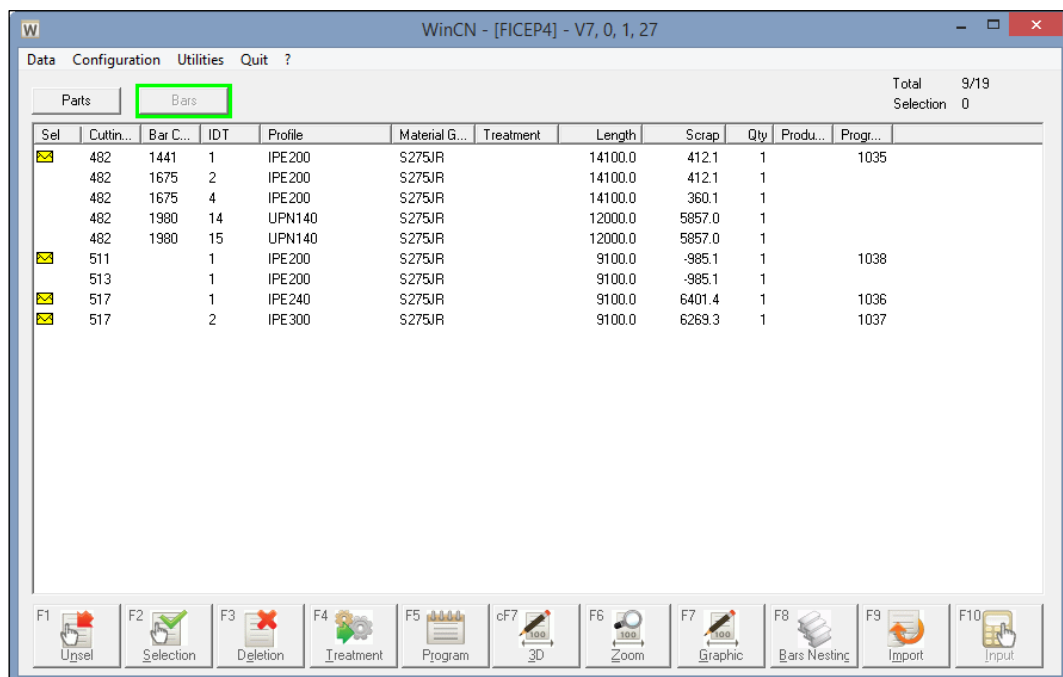 W WinCN - [FICEP4] - V7, 0, 1, 27
Data Configuration Utilities Quit ?
Parts Bars Total 9/19
Selection 0
Sel Cuttin... Bar C... IDT Profile Material G... Treatment Length Scrap Qty Produ... Progr...
482 1441 1 IPE200 S275JR 14100.0 412.1 1 1035
482 1675 2 IPE200 S275JR 14100.0 412.1 1
482 1675 4 IPE200 S275JR 14100.0 360.1 1
482 1980 14 UPN140 S275JR 12000.0 5857.0 1
482 1980 15 UPN140 S275JR 12000.0 5857.0 1
511 1 IPE200 S275JR 9100.0 -985.1 1 1038
513 1 IPE200 S275JR 9100.0 -985.1 1
517 1 IPE240 S275JR 9100.0 6401.4 1 1036
517 2 IPE300 S275JR 9100.0 6269.3 1 1037
F1 F2 F3 F4 F5 cF7 F6 F7 F8 F9 F10
100 100 100
Unsel Selection Deletion Treatment Program 3D Zoom Graphic Bars Nesting Import Input